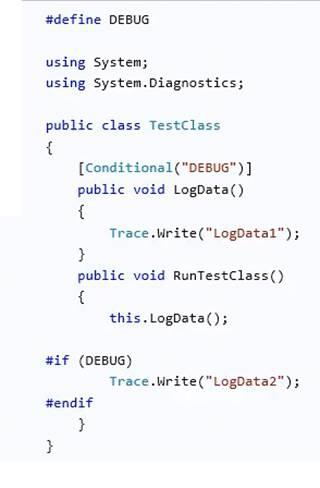 #define DEBUG
using System;
using System.Diagnostics;
public class TestClass
{
[Conditional("DEBUG")]
public void LogData()
{
Trace.Write("LogData1");
}
public void RunTestClass()
{
this.LogData();
#if (DEBUG)
Trace.Write("LogData2");
#endif
}
}